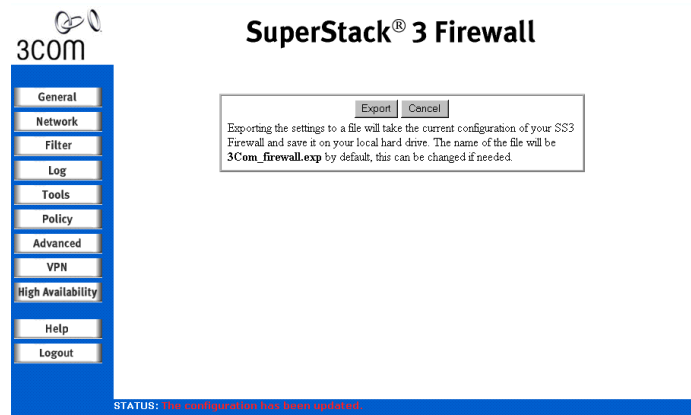 3COM
SuperStack® 3 Firewall
General
Network
Filter
Log
Tools
Policy
Advanced
VPN
High Availability
Help
Logout
Export Cancel
Exporting the settings to a file will take the current configuration of your SS3
Firewall and save it on your local hard drive. The name of the file will be
3Com_firewall.exp by default, this can be changed if needed.
STATUS: The configuration has been updated.